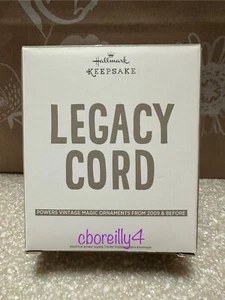 Hallmark
KEEPSAKE
LEGACY
CORD
POWERS VINTAGE MAGIC ORNAMENTS FROM 2009 & BEFORE
cboreilly4